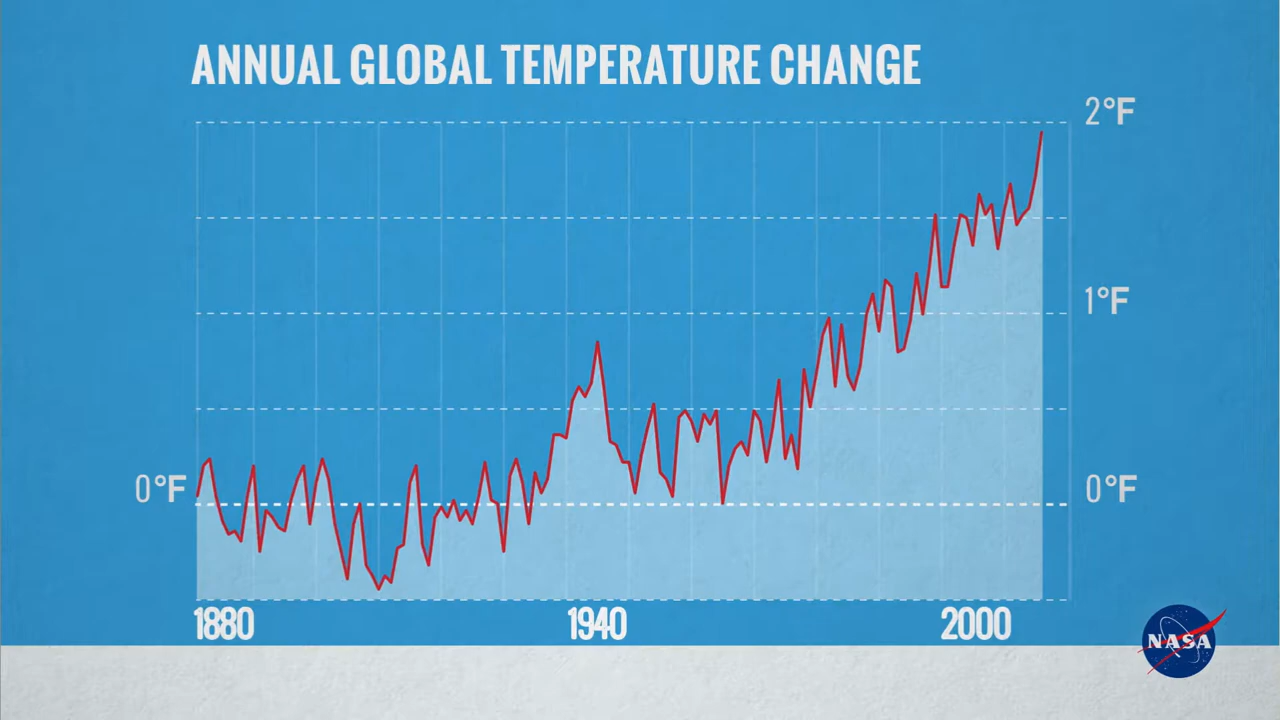 ANNUAL GLOBAL TEMPERATURE CHANGE
2°F
1°F
0°F 0°F
1880 1940 2000
NASA